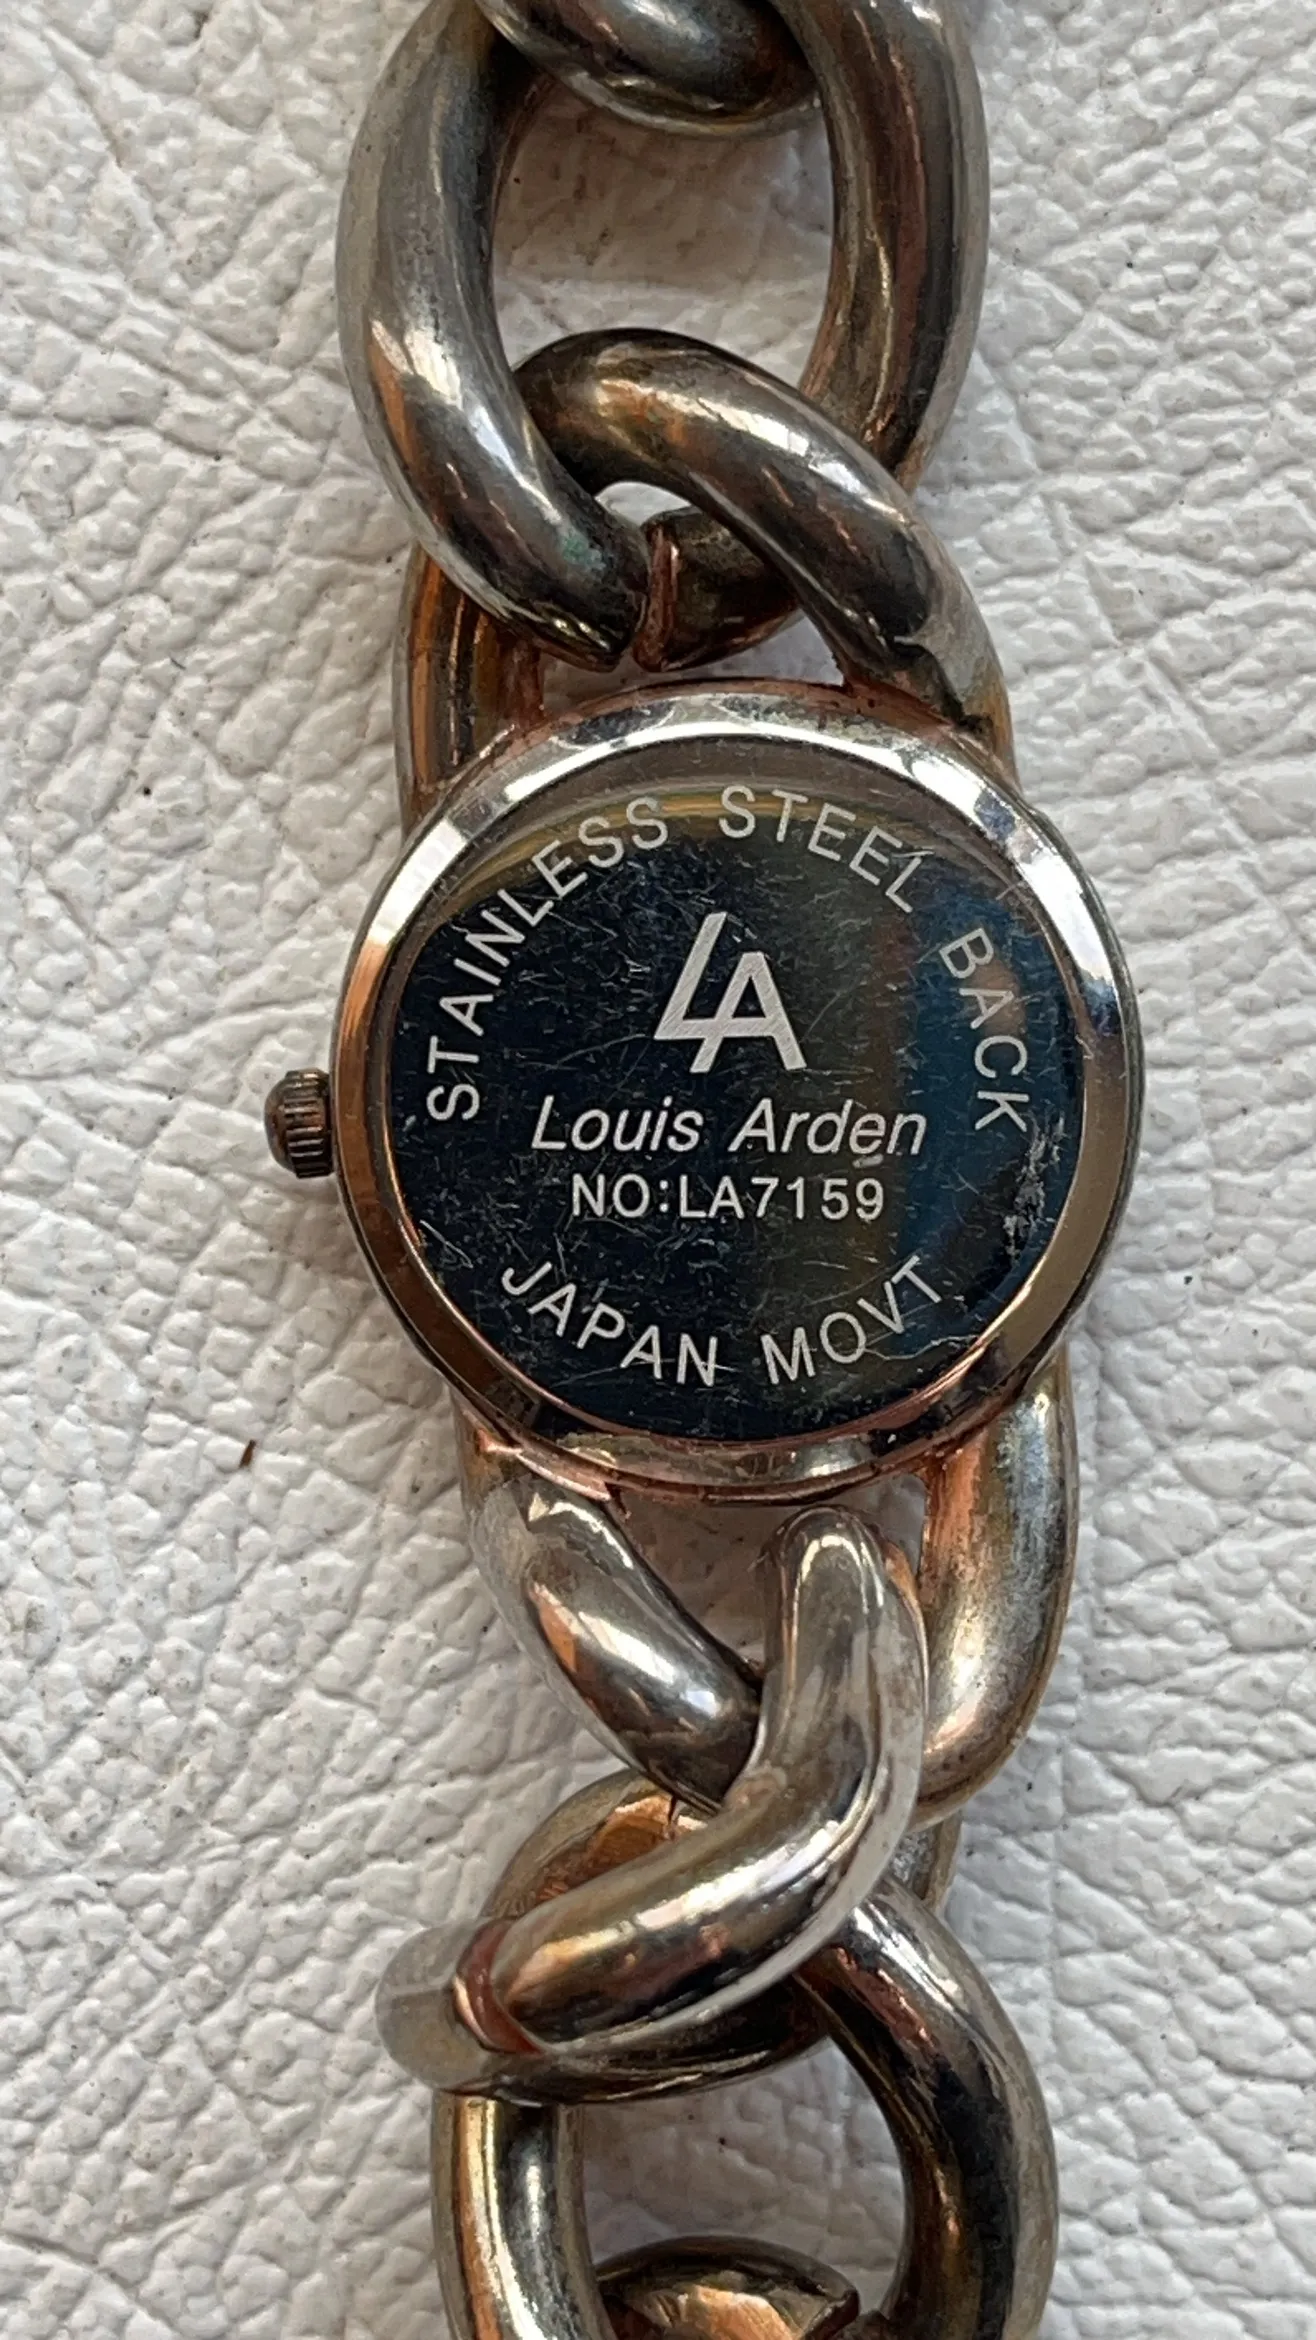 STAINLESS STEEL BACK
LA
Louis Arden
NO:LA7159
JAPAN MOVT